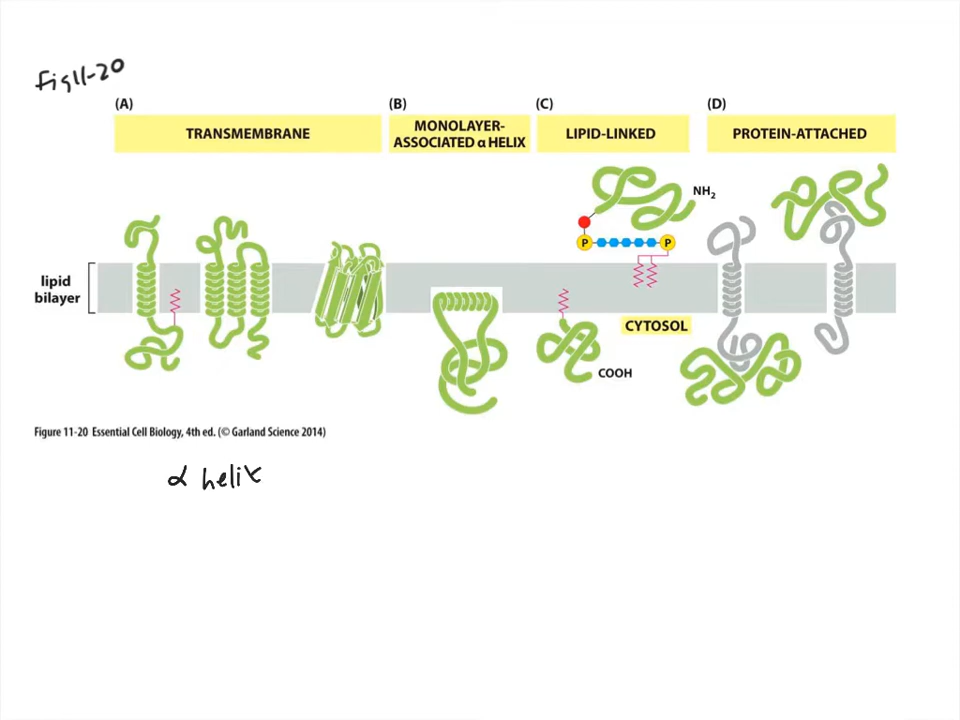 Fig 11-20
(A) (B) (C) (D)
TRANSMEMBRANE
MONOLAYER-
ASSOCIATED α HELIX
LIPID-LINKED
PROTEIN-ATTACHED
NH₂
P P
lipid
bilayer
CYTOSOL
COOH
Figure 11-20 Essential Cell Biology, 4th ed. (© Garland Science 2014)
α helix